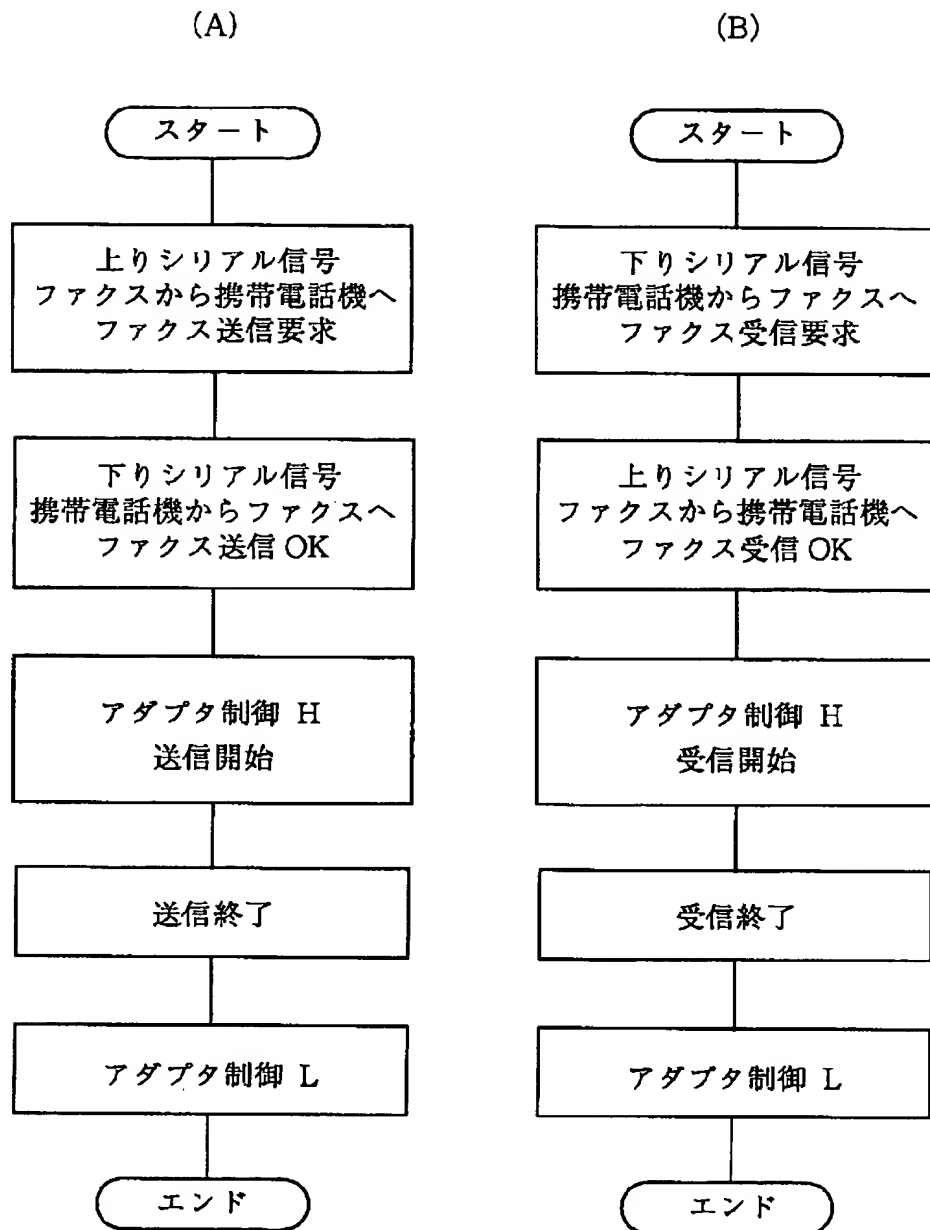 (A)
スタート
上りシリアル信号
ファクスから携帯電話機へ
ファクス送信要求
下りシリアル信号
携帯電話機からファクスへ
ファクス送信 OK
アダプタ制御 H
送信開始
送信終了
アダプタ制御 L
エンド
(B)
スタート
下りシリアル信号
携帯電話機からファクスへ
ファクス受信要求
上りシリアル信号
ファクスから携帯電話機へ
ファクス受信 OK
アダプタ制御 H
受信開始
受信終了
アダプタ制御 L
エンド